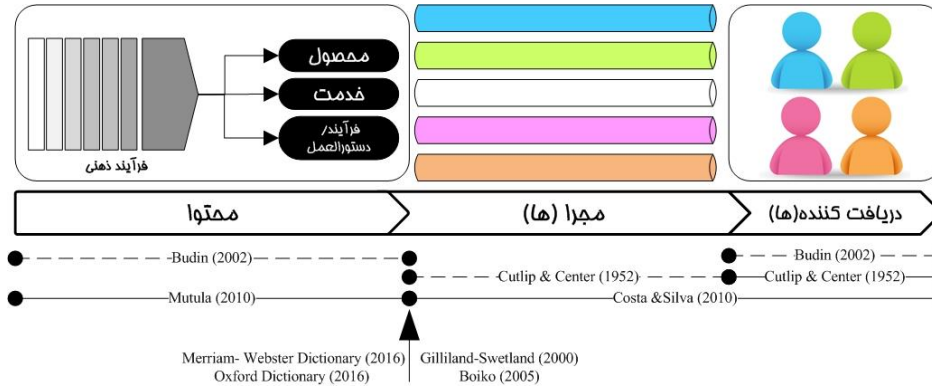 محصول
خدمت
فرآیند/
دستورالعمل
فرآیند ذهنی
محتوا
مجرا (ها)
دریافت کننده(ها)
Budin (2002)
Budin (2002)
Cutlip & Center (1952)
Cutlip & Center (1952)
Mutula (2010)
Costa &Silva (2010)
Merriam- Webster Dictionary (2016)
Oxford Dictionary (2016)
Gilliland-Swetland (2000)
Boiko (2005)